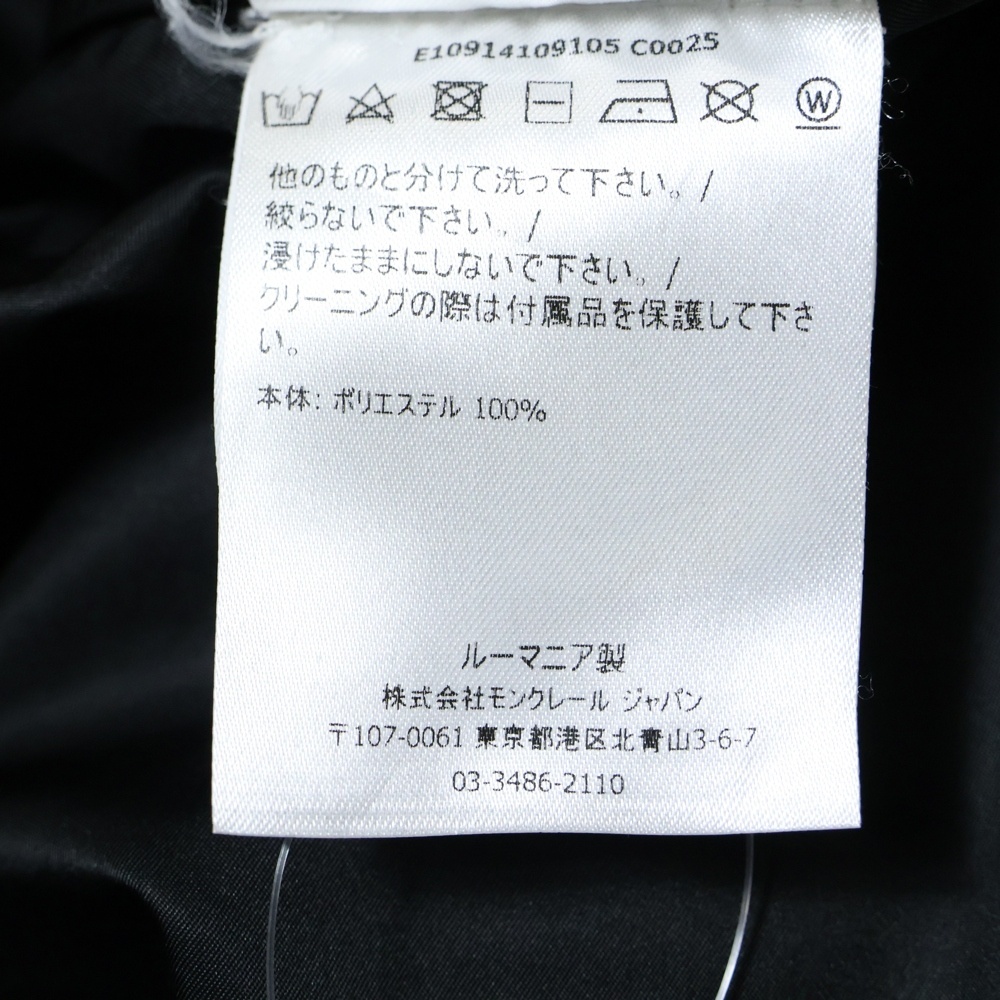 E10914109105 C0025
W
他のものと分けて洗って下さい。/
絞らないで下さい。/
浸けたままにしないで下さい。/
クリーニングの際は付属品を保護して下さ
い。
本体: ポリエステル 100%
ルーマニア製
株式会社モンクレール ジャパン
〒107-0061 東京都港区北青山3-6-7
03-3486-2110